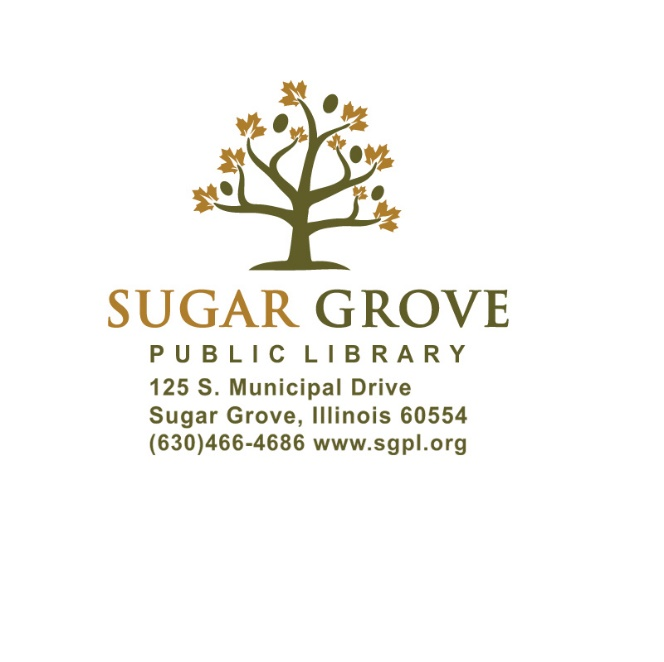 SUGAR GROVE
PUBLIC LIBRARY
125 S. Municipal Drive
Sugar Grove, Illinois 60554
(630)466-4686 www.sgpl.org